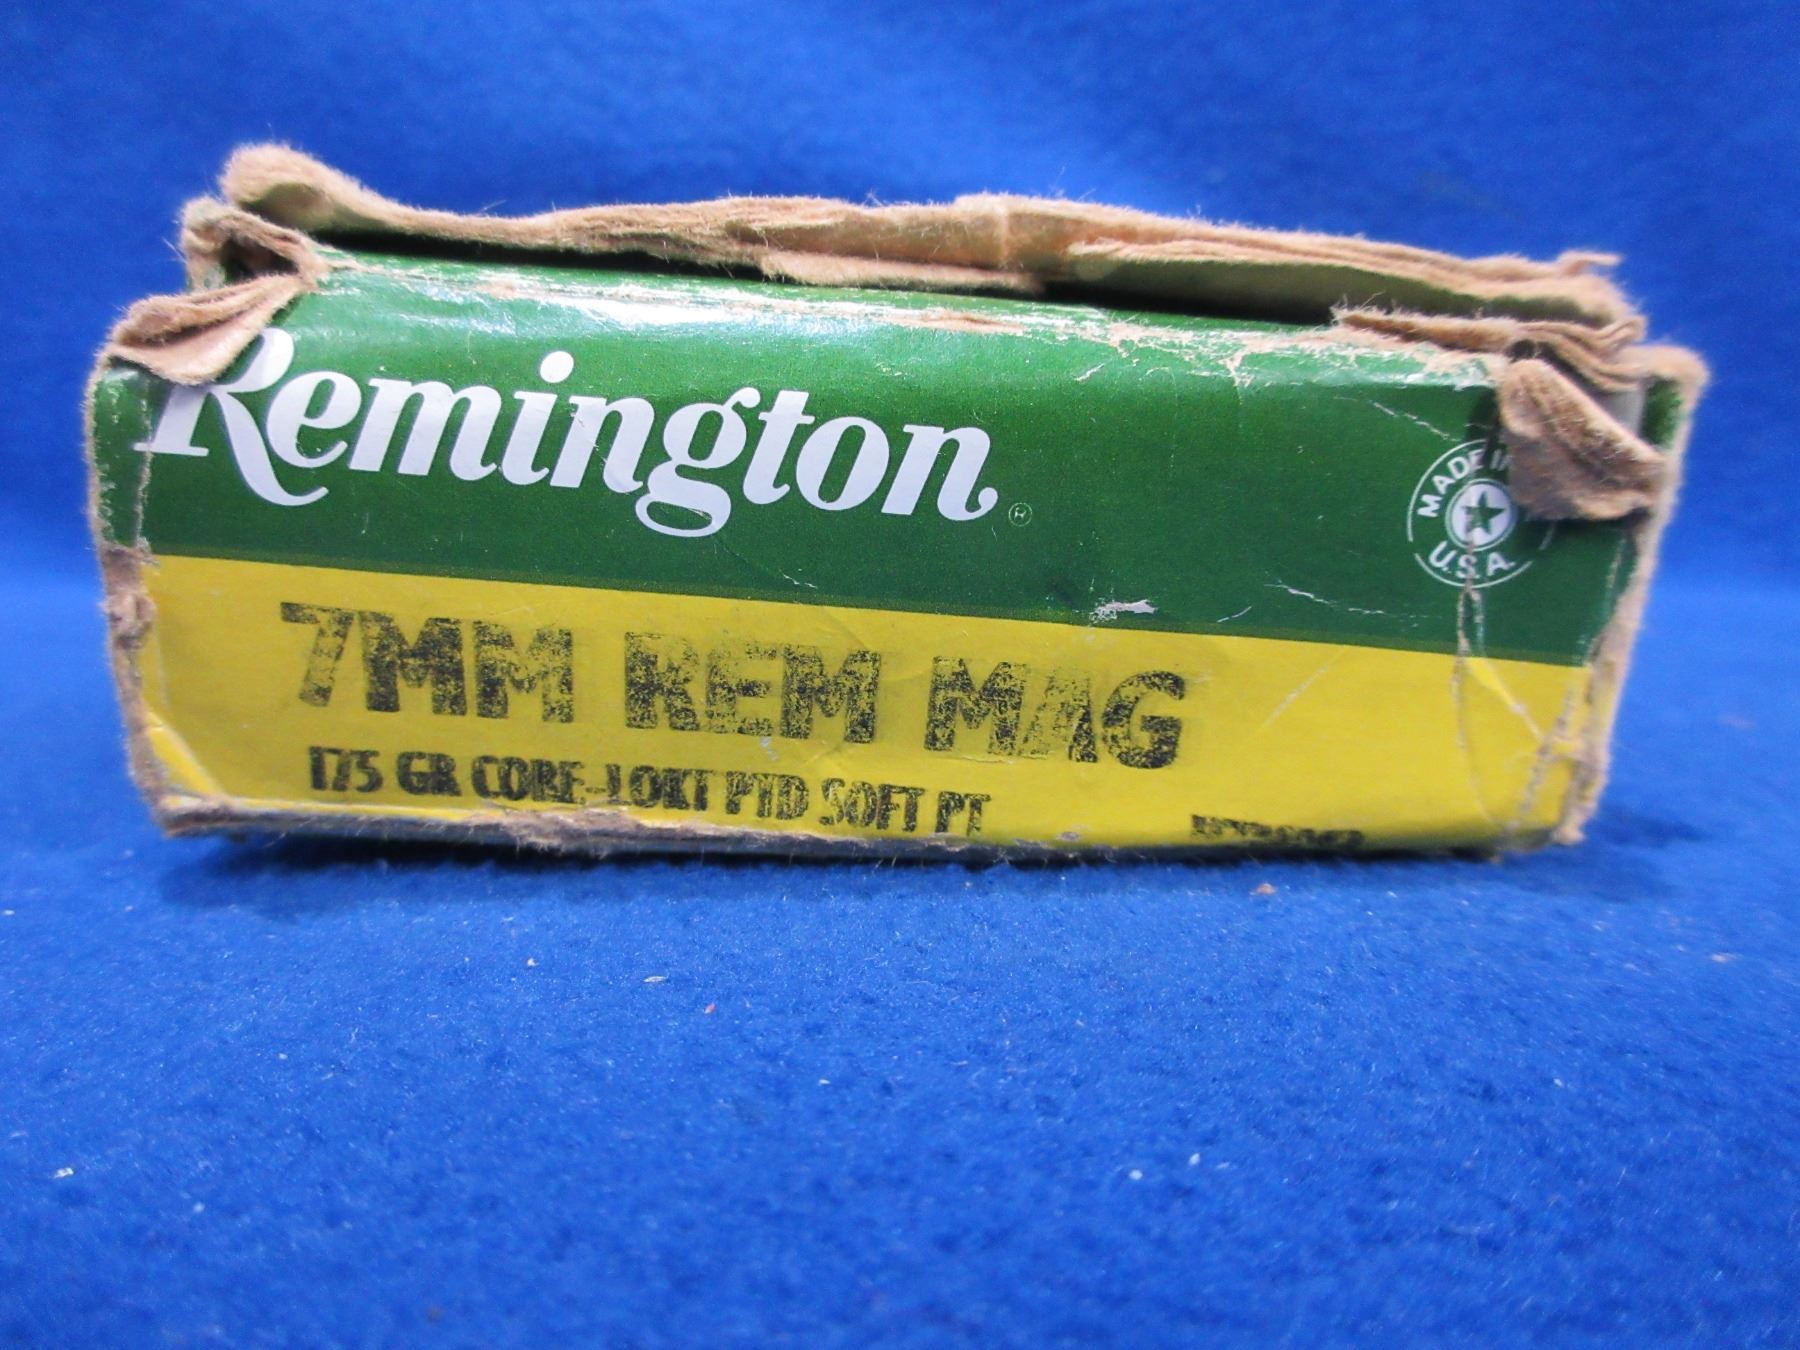 Remington®
MADE IN
U.S.A.
7MM REM MAG
175 GR CORE-LOKT PTD SOFT PT